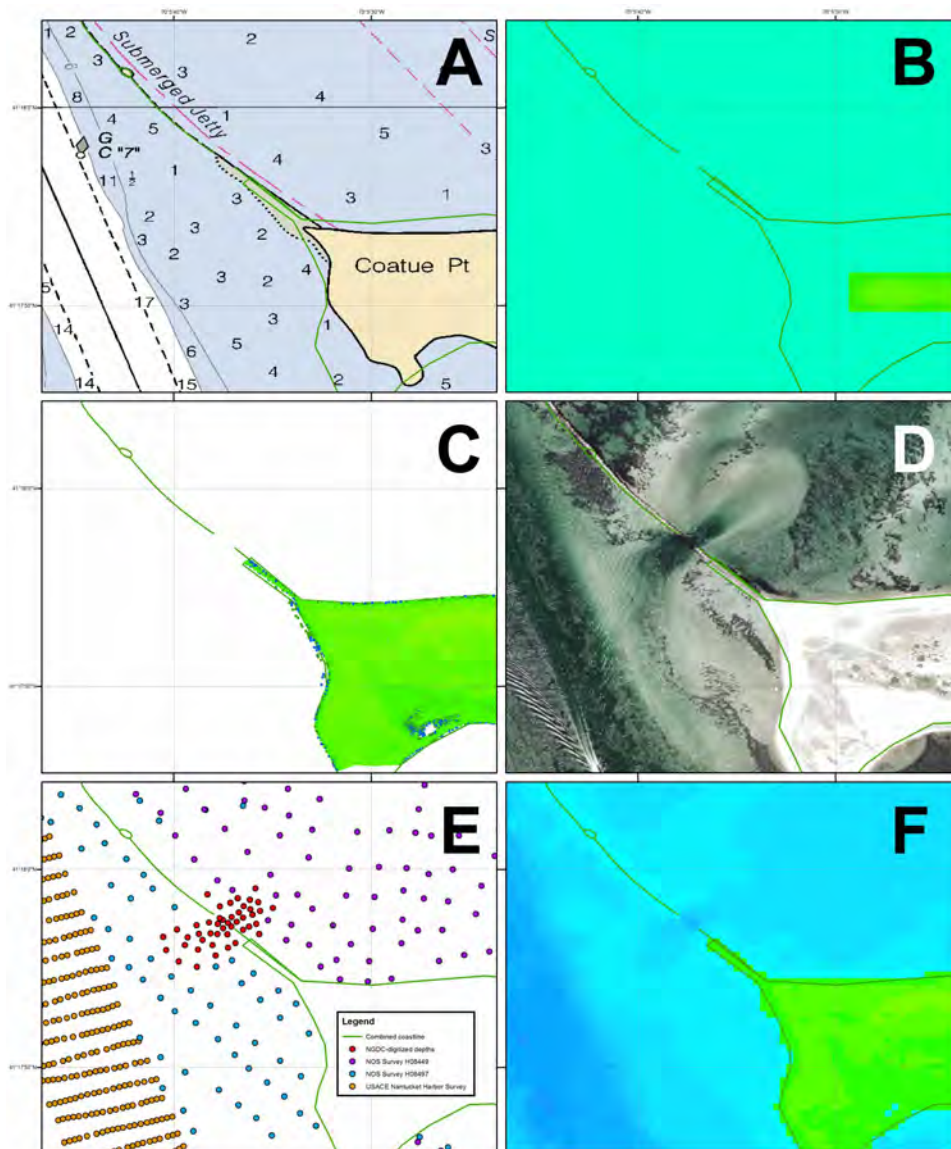 A
Submerged Jetty
S
1 2 2
3 3 4
8
4 5 1 5
G
C "7"
3
11 1/2
1 4
3 3 1
2 3
3 2
2
3 2 4
Coatue Pt
5 17 3
14 3 1
6 5
14 15 4 2 5
B
C
D
E
Legend
Combined coastline
NGDC-digitized depths
NOS Survey H08449
NOS Survey H08497
USACE Nantucket Harbor Survey
F